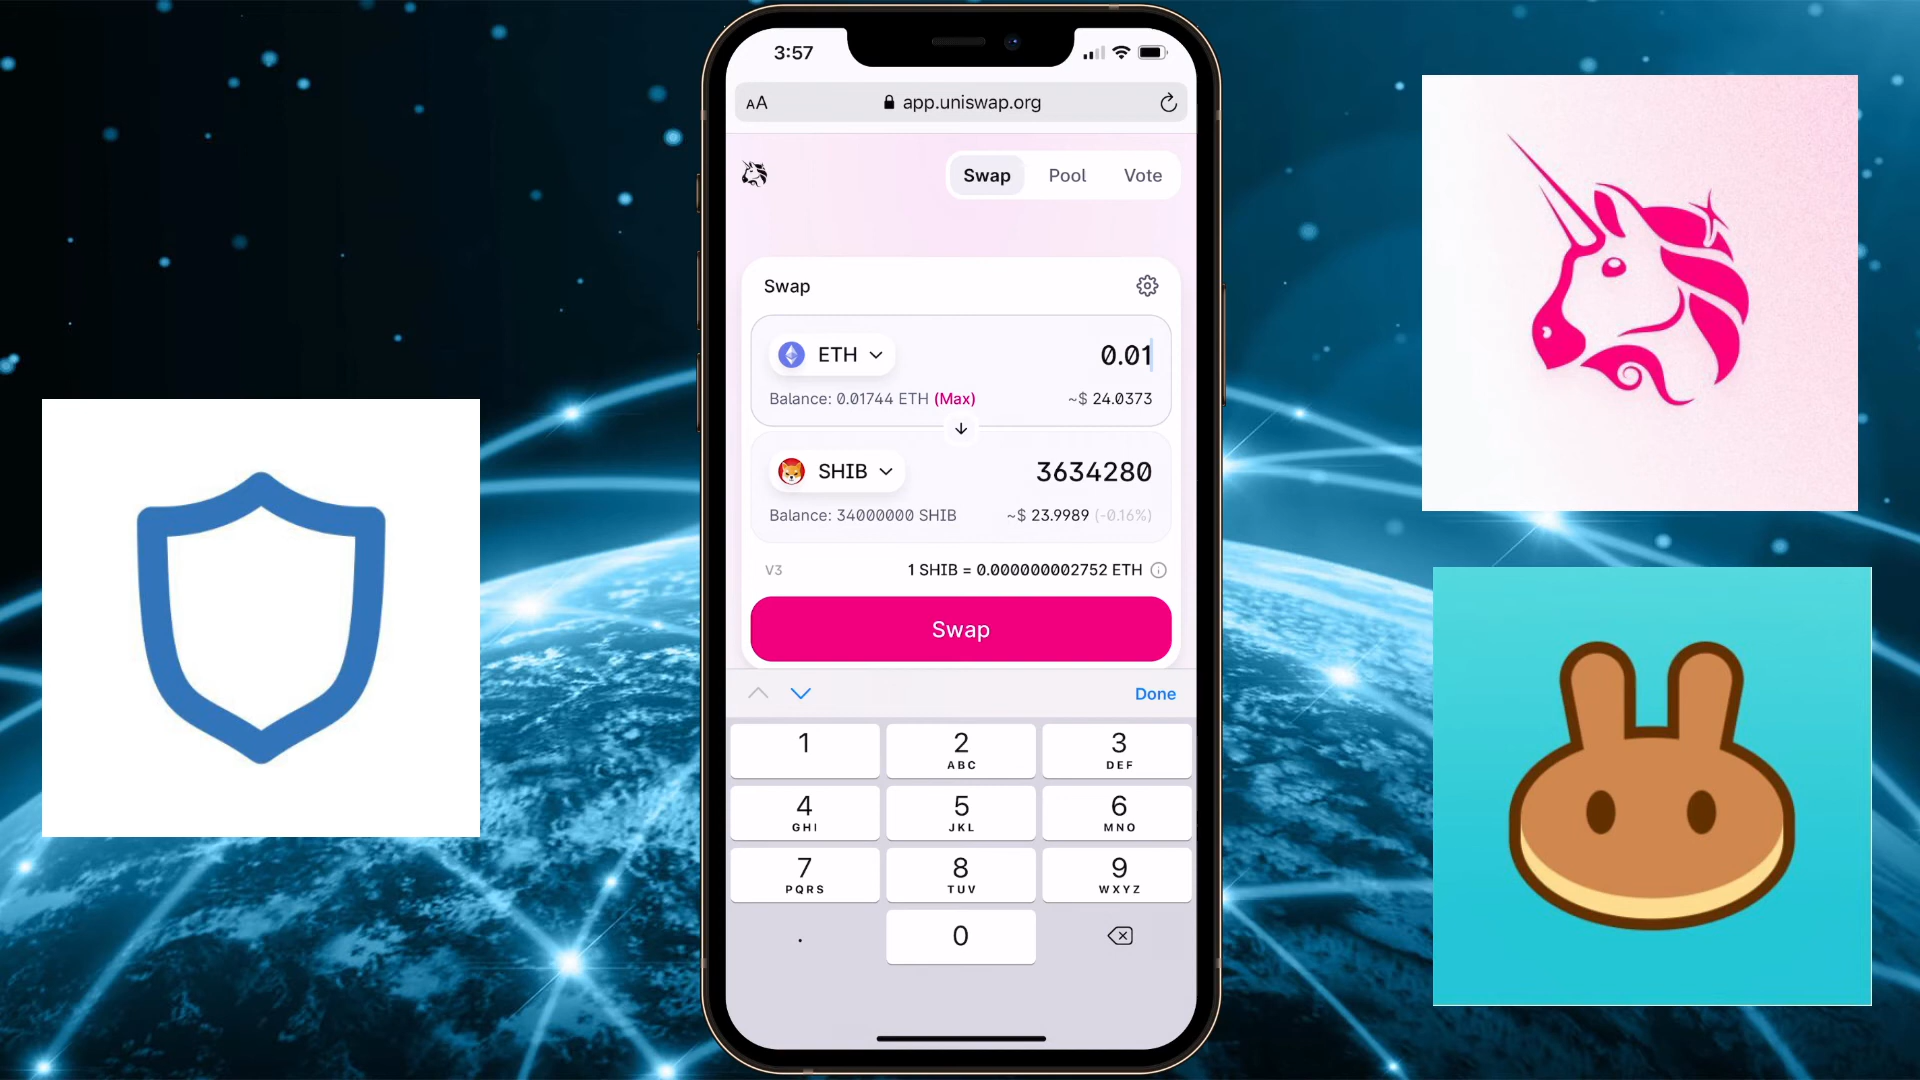 3:57
AA
app.uniswap.org
Swap Pool Vote
Swap
ETH 0.01
Balance: 0.01744 ETH (Max) ~$ 24.0373
SHIB 3634280
Balance: 34000000 SHIB ~$ 23.9989 (-0.16%)
V3 1 SHIB = 0.000000002752 ETH
Swap
Done
1 2 3
ABC DEF
4 5 6
GHI JKL MNO
7 8 9
PQRS TUV WXYZ
. 0